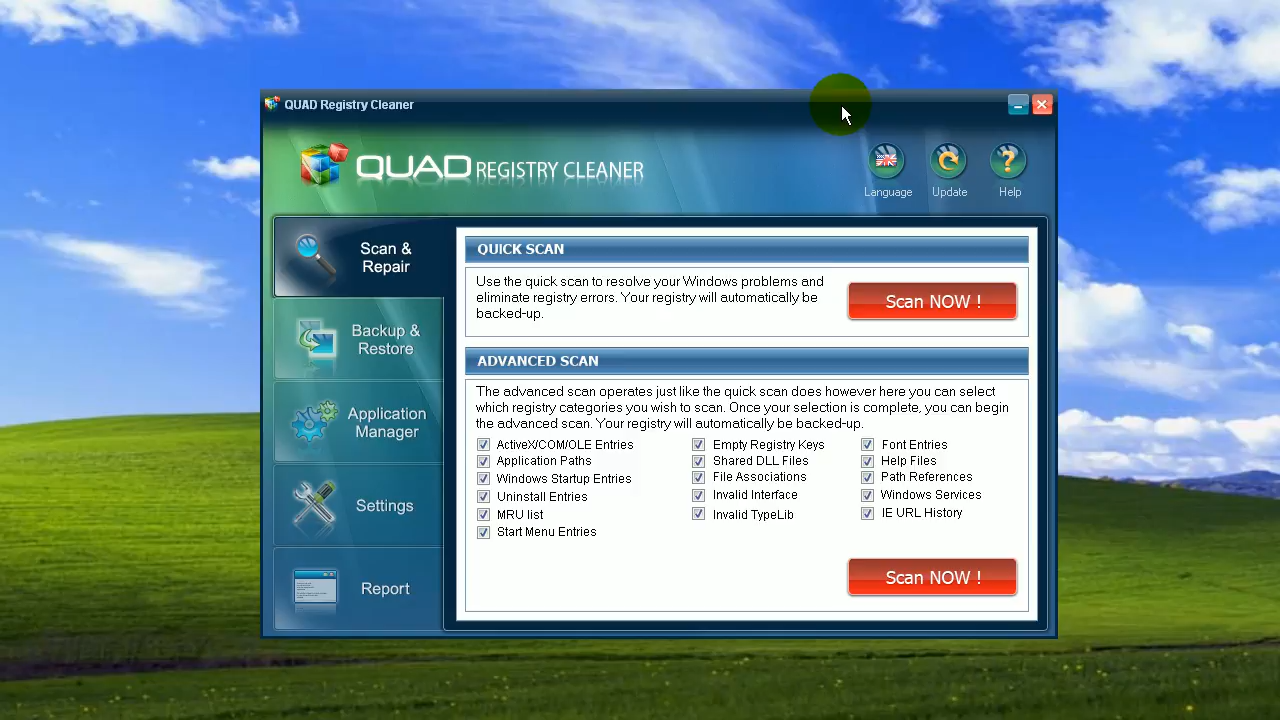 QUAD Registry Cleaner
QUAD REGISTRY CLEANER
Language
Update
Help
Scan &
Repair
Backup &
Restore
Application
Manager
Settings
Report
QUICK SCAN
Use the quick scan to resolve your Windows problems and
eliminate registry errors. Your registry will automatically be
backed-up.
Scan NOW !
ADVANCED SCAN
The advanced scan operates just like the quick scan does however here you can select
which registry categories you wish to scan. Once your selection is complete, you can begin
the advanced scan. Your registry will automatically be backed-up.
ActiveX/COM/OLE Entries
Application Paths
Windows Startup Entries
Uninstall Entries
MRU list
Start Menu Entries
Empty Registry Keys
Shared DLL Files
File Associations
Invalid Interface
Invalid TypeLib
Font Entries
Help Files
Path References
Windows Services
IE URL History
Scan NOW !